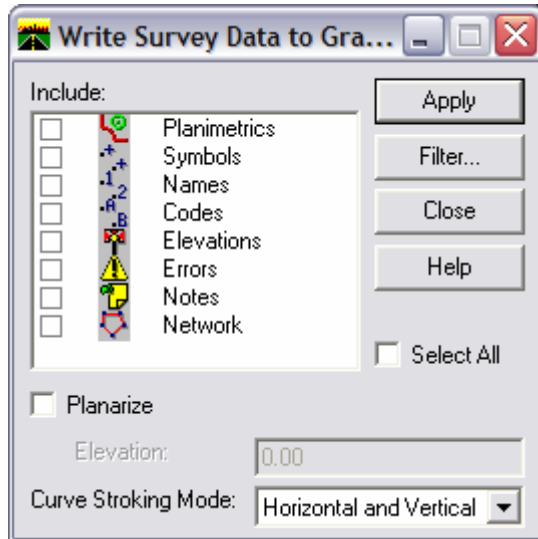 Write Survey Data to Gra...
Include:
Planimetrics
Symbols
Names
Codes
Elevations
Errors
Notes
Network
Apply
Filter...
Close
Help
Select All
Planarize
Elevation: 0.00
Curve Stroking Mode: Horizontal and Vertical